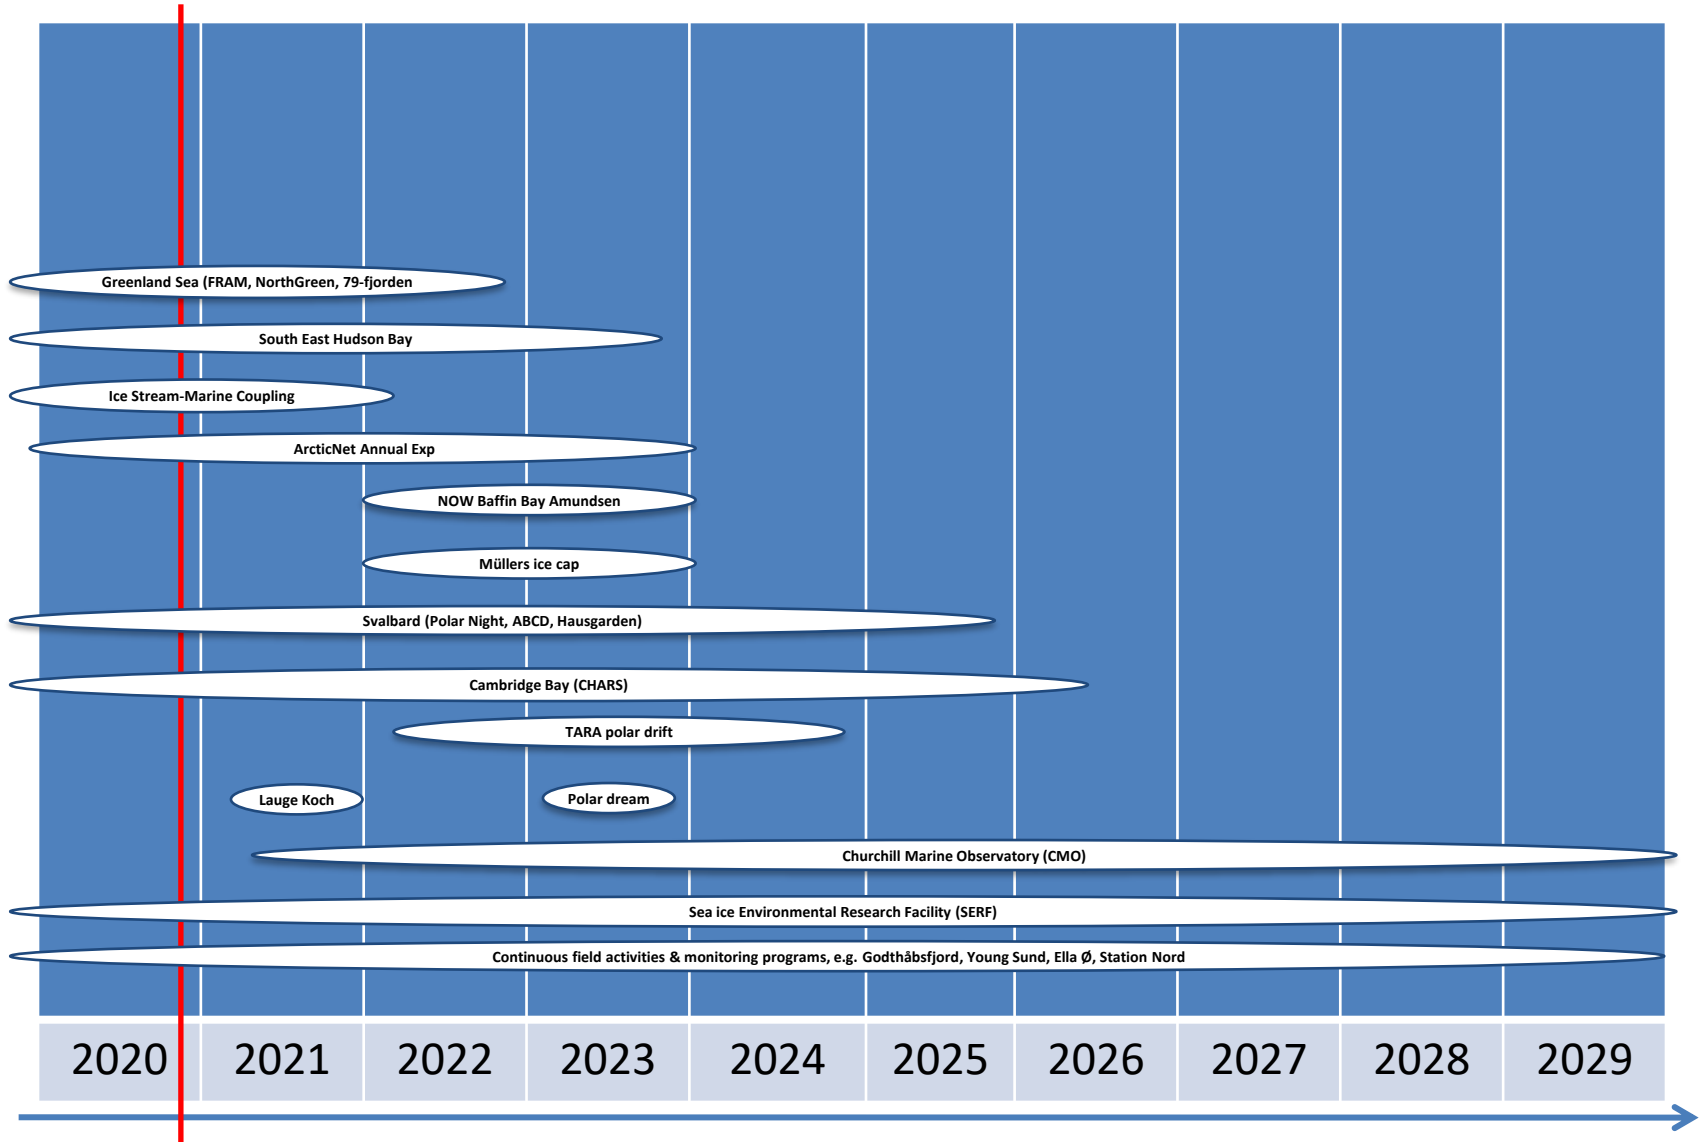 Greenland Sea (FRAM, NorthGreen, 79-fjorden
South East Hudson Bay
Ice Stream-Marine Coupling
ArcticNet Annual Exp
NOW Baffin Bay Amundsen
Müllers ice cap
Svalbard (Polar Night, ABCD, Hausgarden)
Cambridge Bay (CHARS)
TARA polar drift
Lauge Koch
Polar dream
Churchill Marine Observatory (CMO)
Sea ice Environmental Research Facility (SERF)
Continuous field activities & monitoring programs, e.g. Godthåbsfjord, Young Sund, Ella Ø, Station Nord
2020 2021 2022 2023 2024 2025 2026 2027 2028 2029